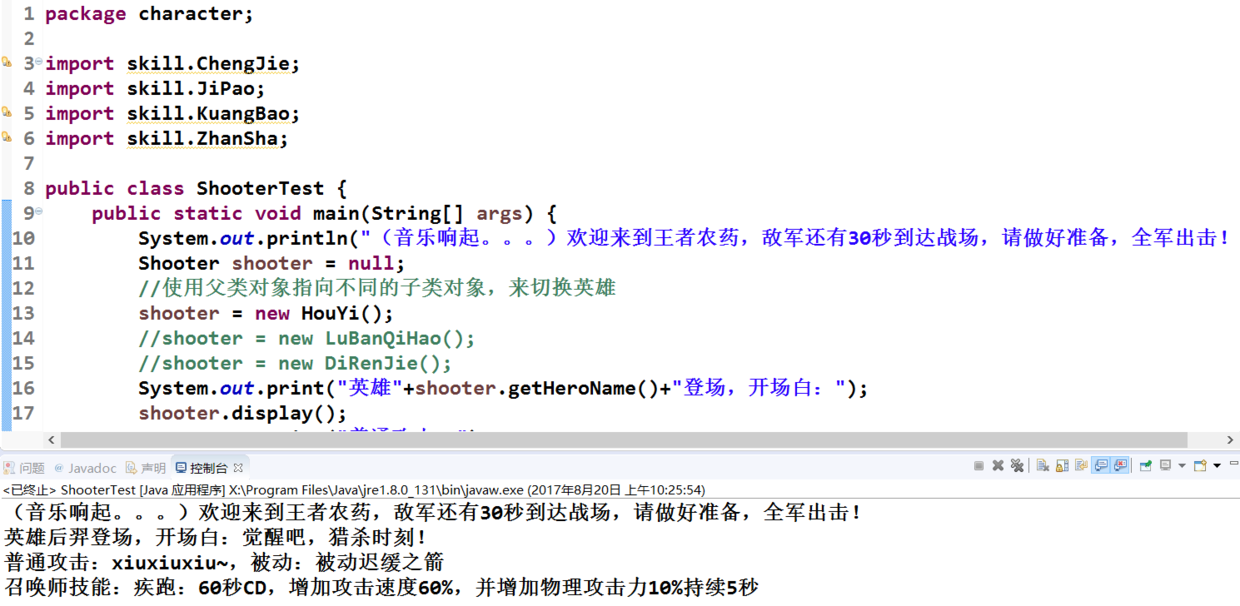 1 package character;
2
3 import skill.ChengJie;
4 import skill.JiPao;
5 import skill.KuangBao;
6 import skill.ZhanSha;
7
8 public class ShooterTest {
9 public static void main(String[] args) {
10 System.out.println("（音乐响起。。。）欢迎来到王者农药，敌军还有30秒到达战场，请做好准备，全军出击！
11 Shooter shooter = null;
12 //使用父类对象指向不同的子类对象，来切换英雄
13 shooter = new HouYi();
14 //shooter = new LuBanQiHao();
15 //shooter = new DiRenJie();
16 System.out.print("英雄"+shooter.getHeroName()+"登场，开场白：");
17 shooter.display();
问题 @ Javadoc 声明 控制台
<已终止> ShooterTest [Java 应用程序] X:\Program Files\Java\jre1.8.0_131\bin\javaw.exe (2017年8月20日 上午10:25:54)
（音乐响起。。。）欢迎来到王者农药，敌军还有30秒到达战场，请做好准备，全军出击！
英雄后羿登场，开场白：觉醒吧，猎杀时刻！
普通攻击：xiuxiuxiu~，被动：被动迟缓之箭
召唤师技能：疾跑：60秒CD，增加攻击速度60%，并增加物理攻击力10%持续5秒